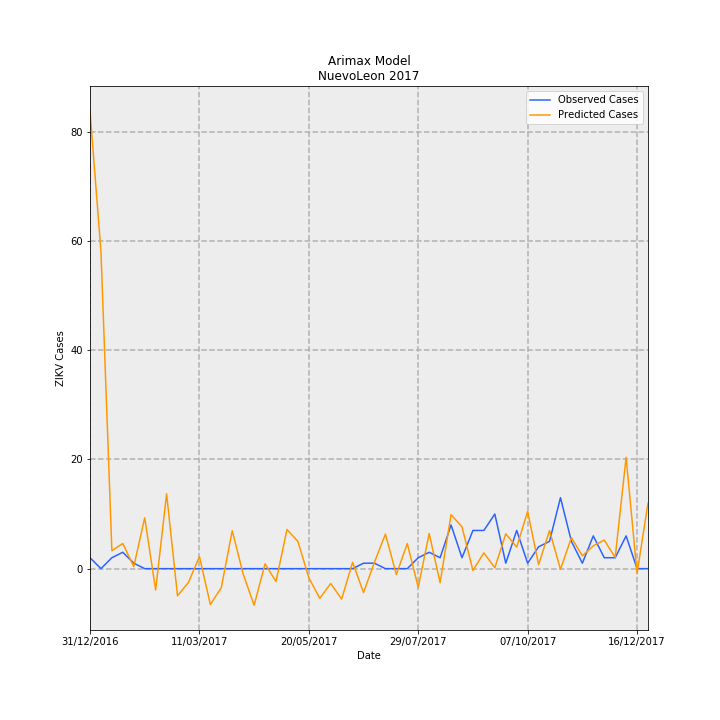 Arimax Model
NuevoLeon 2017
Observed Cases
Predicted Cases
80
60
40
20
0
ZIKV Cases
31/12/2016
11/03/2017
20/05/2017
29/07/2017
07/10/2017
16/12/2017
Date